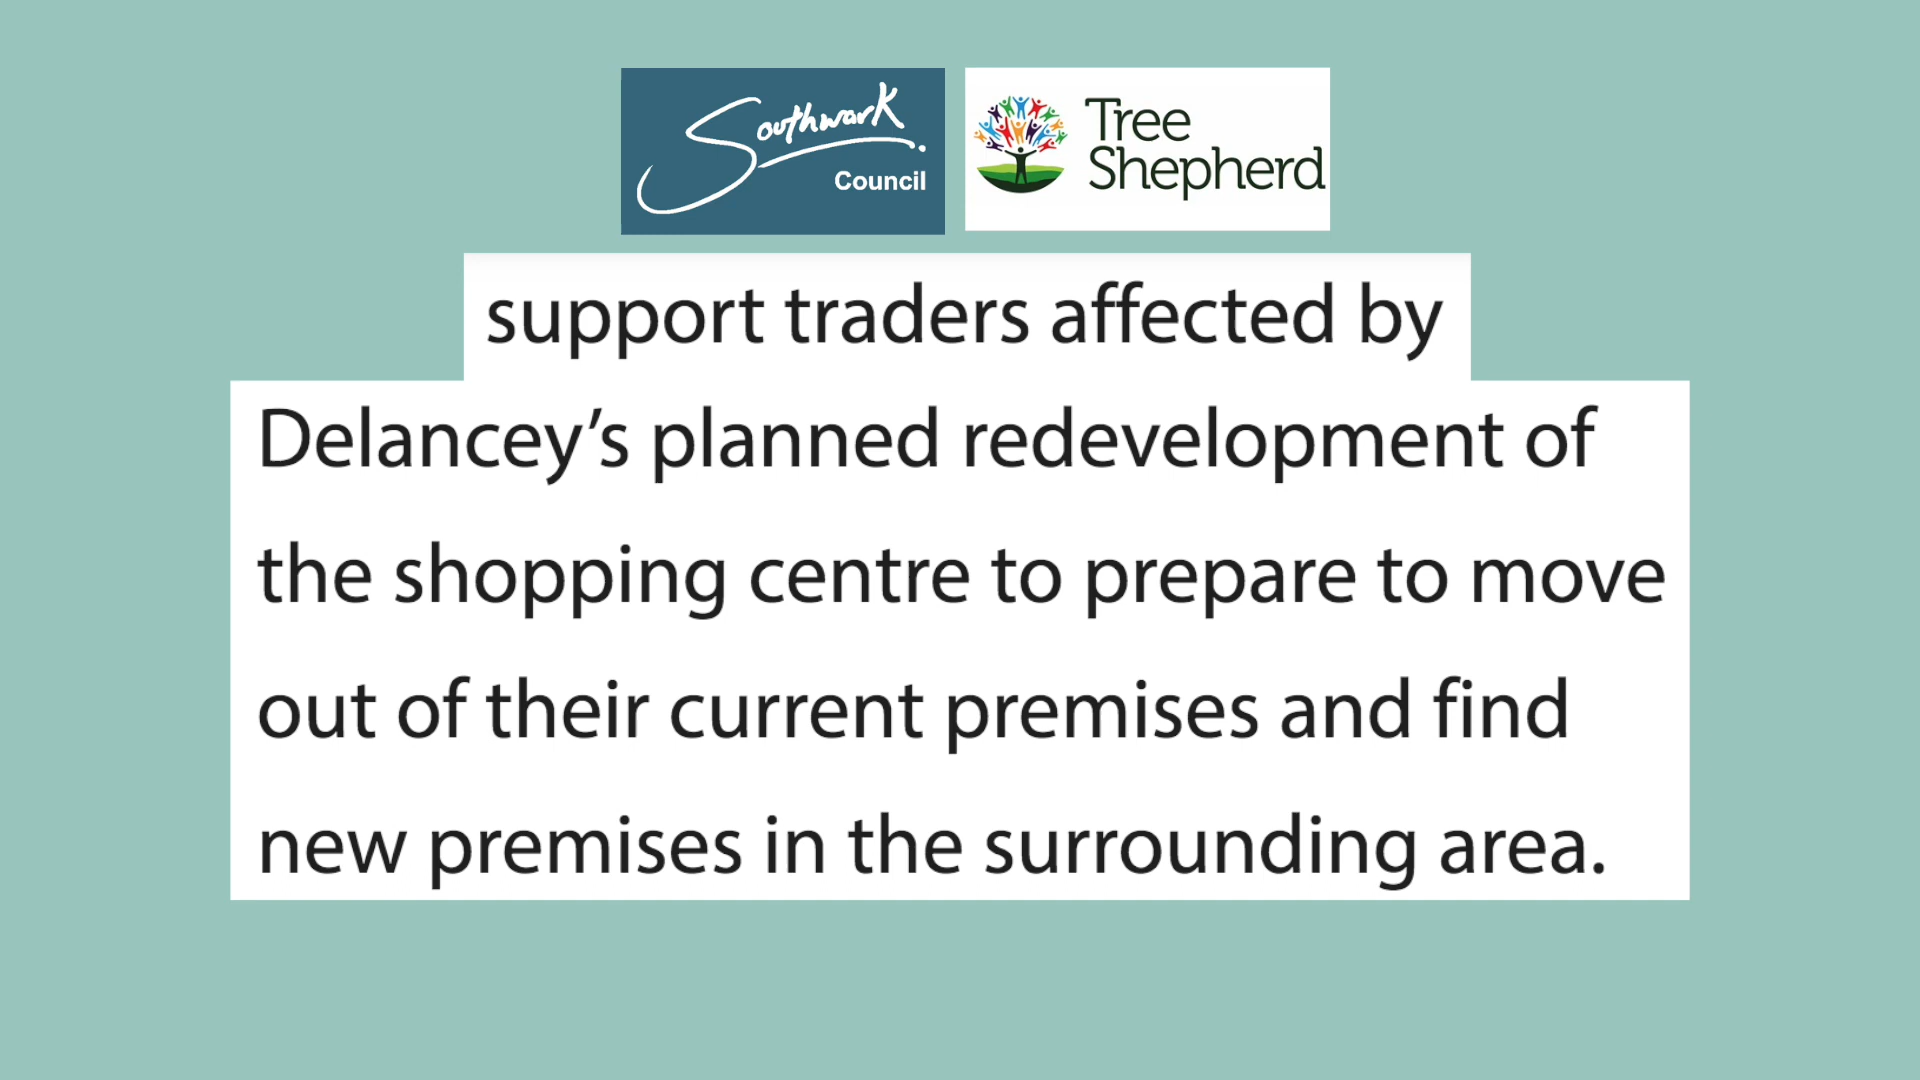 Southwark
Council
Tree
Shepherd
support traders affected by
Delancey’s planned redevelopment of
the shopping centre to prepare to move
out of their current premises and find
new premises in the surrounding area.